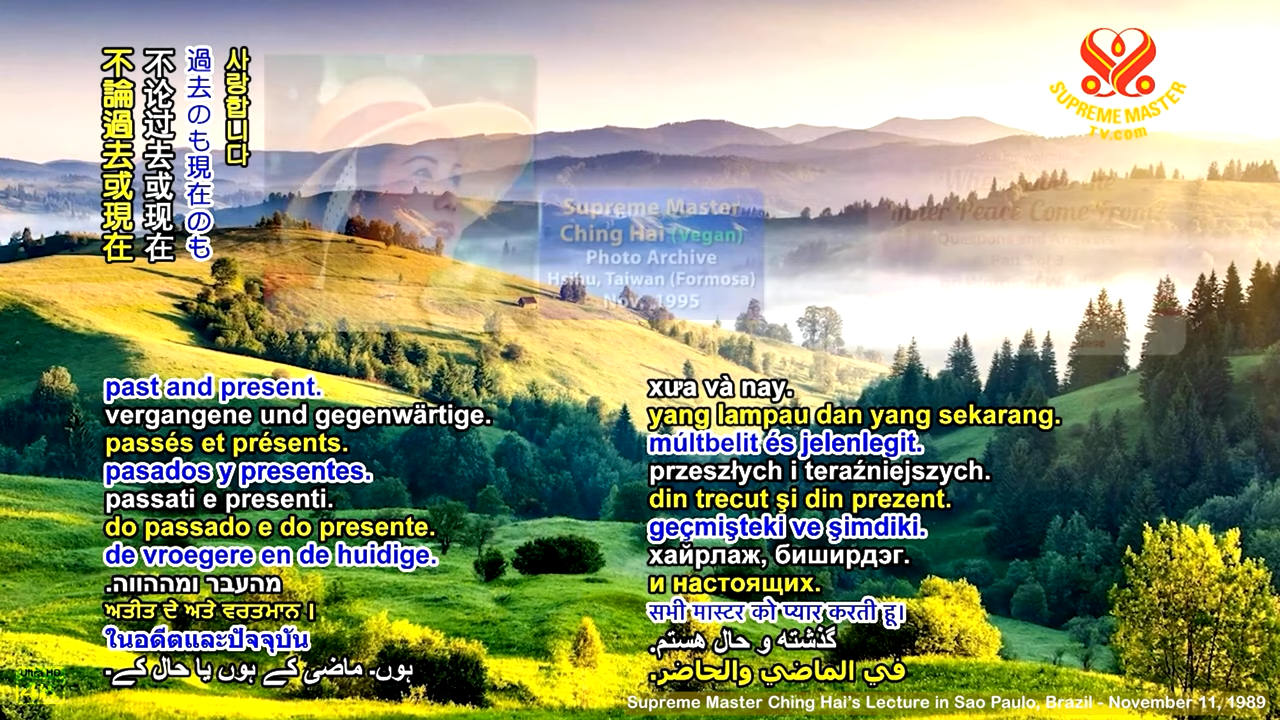 사랑합니다
過去のも現在のも
不论过去或现在
不論過去或現在
SUPREME MASTER
TV.com
Supreme Master
Ching Hai (Vegan)
Photo Archive
Hsihu, Taiwan (Formosa)
Nov. 1995
Inner Peace Come From
past and present.
vergangene und gegenwärtige.
passés et présents.
pasados y presentes.
passati e presenti.
do passado e do presente.
de vroegere en de huidige.
מהעבר ומההווה.
ਅਤੀਤ ਦੇ ਅਤੇ ਵਰਤਮਾਨ ।
ในอดีตและปัจจุบัน
ہوں۔ ماضی کے ہوں یا حال کے۔
xưa và nay.
yang lampau dan yang sekarang.
múltbelit és jelenlegit.
przeszłych i teraźniejszych.
din trecut şi din prezent.
geçmişteki ve şimdiki.
хайрлаж, биширдэг.
и настоящих.
सभी मास्टर को प्यार करती हू।
گذشته و حال هستم.
في الماضي والحاضر.
Supreme Master Ching Hai's Lecture in Sao Paulo, Brazil - November 11, 1989